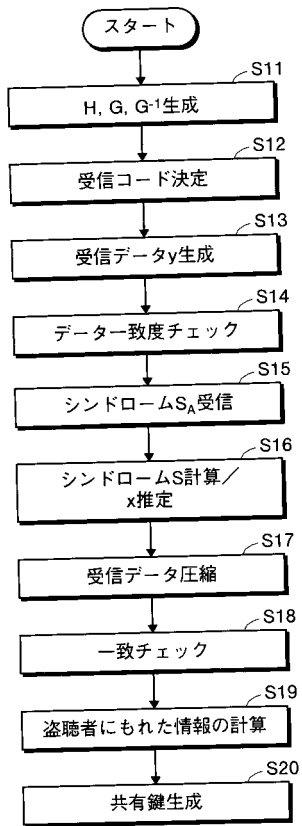 スタート
S11
H, G, G⁻¹生成
S12
受信コード決定
S13
受信データy生成
S14
データ一致度チェック
S15
シンドロームSA受信
S16
シンドロームS計算／
x推定
S17
受信データ圧縮
S18
一致チェック
S19
盗聴者にもれた情報の計算
S20
共有鍵生成